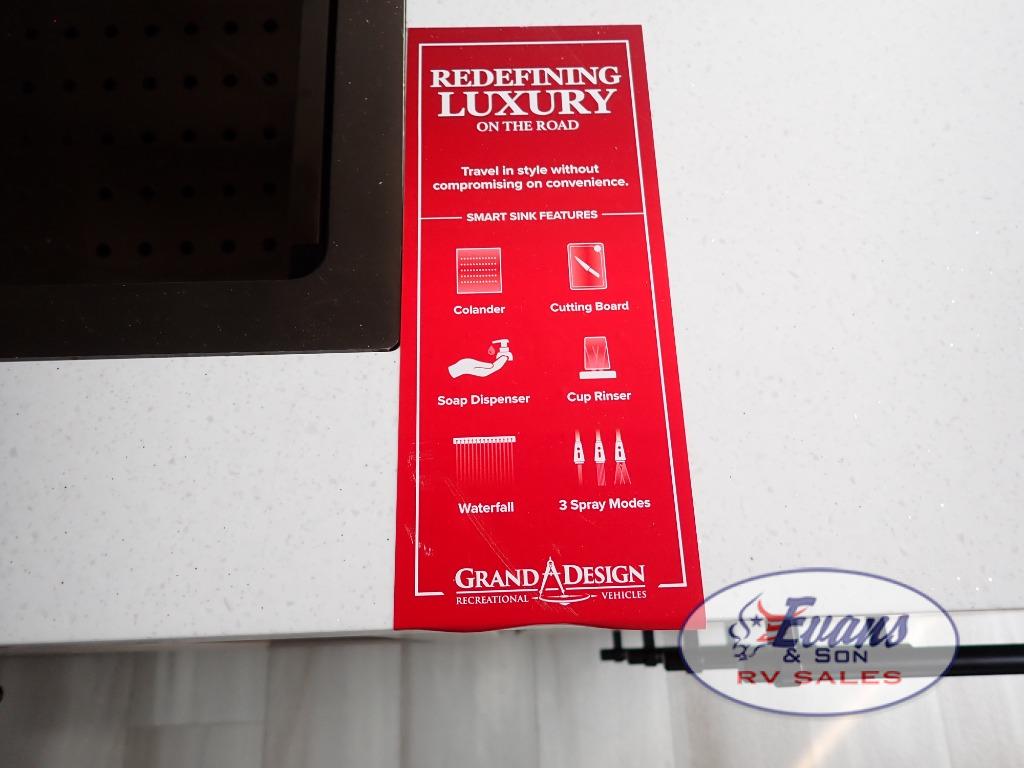 REDEFINING
LUXURY
ON THE ROAD
Travel in style without
compromising on convenience.
SMART SINK FEATURES
Colander
Cutting Board
Soap Dispenser
Cup Rinser
Waterfall
3 Spray Modes
GRAND DESIGN
RECREATIONAL VEHICLES
Evans
& SON
RV SALES